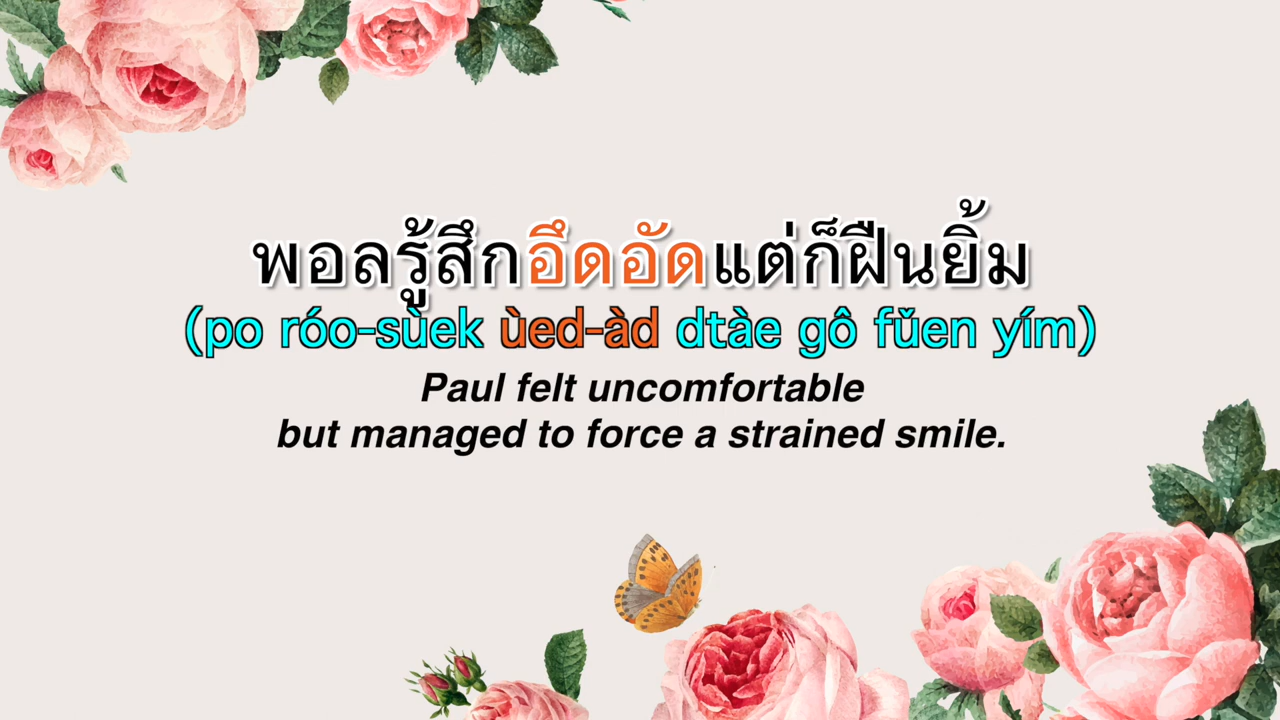 พอลรู้สึกอึดอัดแต่ก็ฝืนยิ้ม
(po róo-sùek ùed-àd dtàe gô fǔen yím)
Paul felt uncomfortable
but managed to force a strained smile.